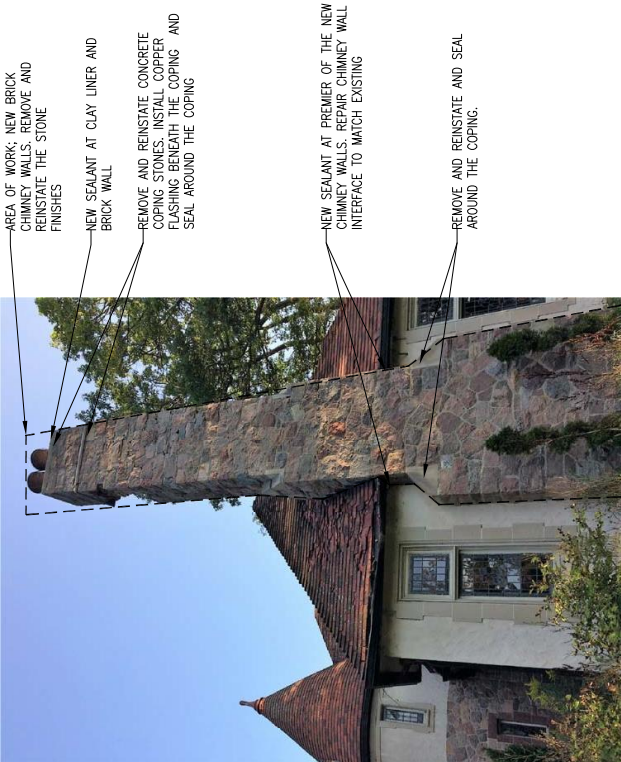 AREA OF WORK; NEW BRICK
CHIMNEY WALLS. REMOVE AND
REINSTATE THE STONE
FINISHES
NEW SEALANT AT CLAY LINER AND
BRICK WALL
REMOVE AND REINSTATE CONCRETE
COPING STONES. INSTALL COPPER
FLASHING BENEATH THE COPING AND
SEAL AROUND THE COPING
NEW SEALANT AT PREMIER OF THE NEW
CHIMNEY WALLS. REPAIR CHIMNEY WALL
INTERFACE TO MATCH EXISTING
REMOVE AND REINSTATE AND SEAL
AROUND THE COPING.